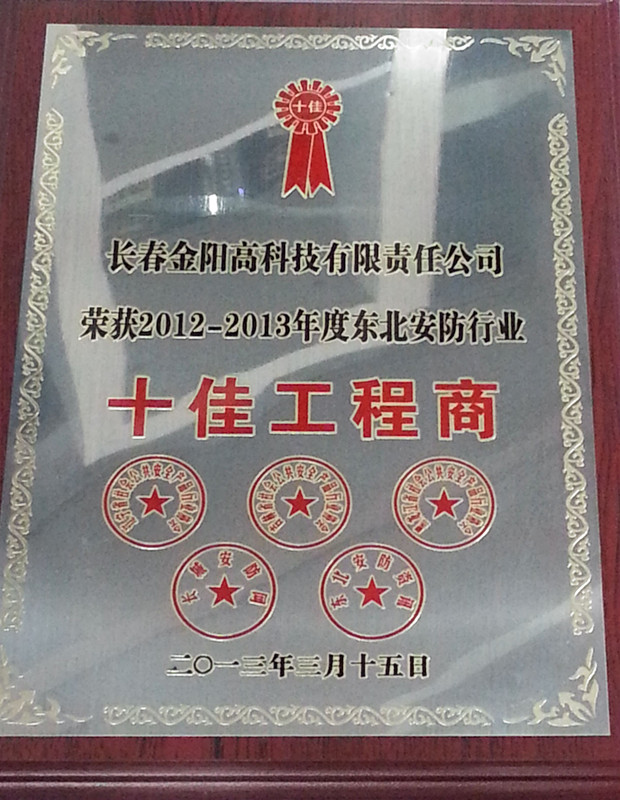 十佳
长春金阳高科技有限责任公司
荣获2012-2013年度东北安防行业
十佳工程商
长城安防网
东北安防资讯
二〇一三年三月十五日